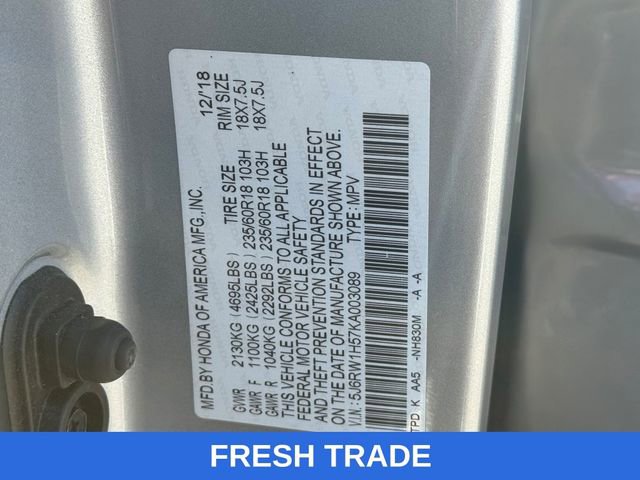 MFD.BY HONDA OF AMERICA MFG.,INC. 12/'18
TIRE SIZE RIM SIZE
GVWR 2130KG (4695LBS)
GAWR F 1100KG (2425LBS) 235/60R18 103H 18X7.5J
GAWR R 1040KG (2292LBS) 235/60R18 103H 18X7.5J
THIS VEHICLE CONFORMS TO ALL APPLICABLE
FEDERAL MOTOR VEHICLE SAFETY
AND THEFT PREVENTION STANDARDS IN EFFECT
ON THE DATE OF MANUFACTURE SHOWN ABOVE.
V.I.N.: 5J6RW1H57KA003089 TYPE: MPV
TPD K AA5 -NH830M -A -A
FRESH TRADE